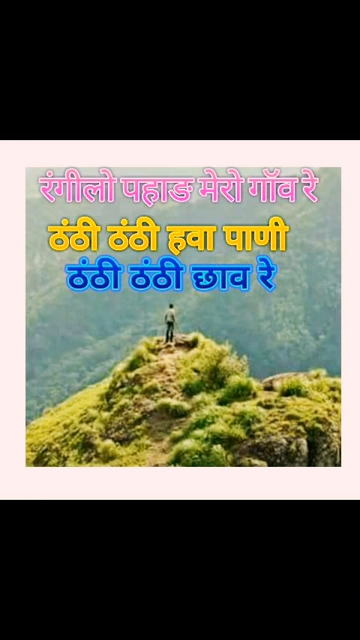 रंगीलो पहाङ मेरो गॉव रे
ठंठी ठंठी हवा पाणी
ठंठी ठंठी छाव रे